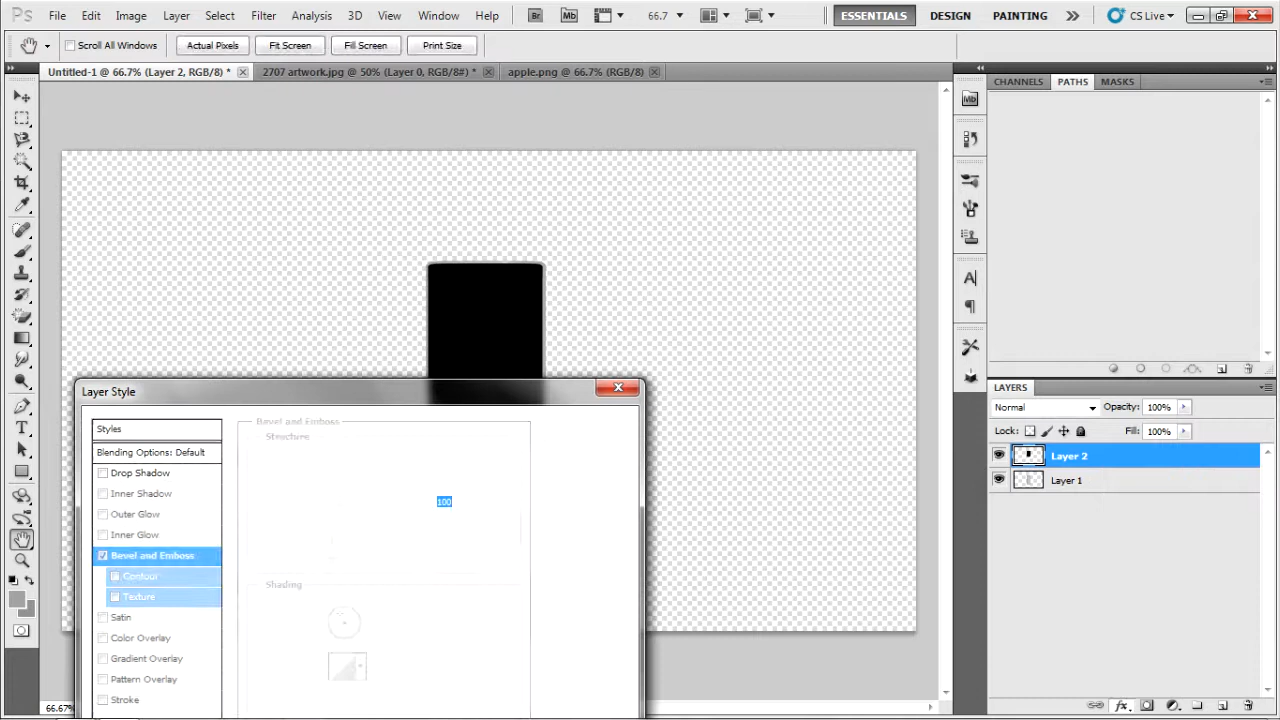 Ps File Edit Image Layer Select Filter Analysis 3D View Window Help Br Mb 66.7 ESSENTIALS DESIGN PAINTING CS Live
Scroll All Windows Actual Pixels Fit Screen Fill Screen Print Size
Untitled-1 @ 66.7% (Layer 2, RGB/8) * 2707 artwork.jpg @ 50% (Layer 0, RGB/8#) * apple.png @ 66.7% (RGB/8)
CHANNELS PATHS MASKS
Mb
LAYERS
Normal Opacity: 100%
Lock: Fill: 100%
Layer 2
Layer 1
fx
Layer Style
Styles
Blending Options: Default
Drop Shadow
Inner Shadow
Outer Glow
Inner Glow
Bevel and Emboss
Contour
Texture
Satin
Color Overlay
Gradient Overlay
Pattern Overlay
Stroke
Bevel and Emboss
Structure
100
Shading
66.67%